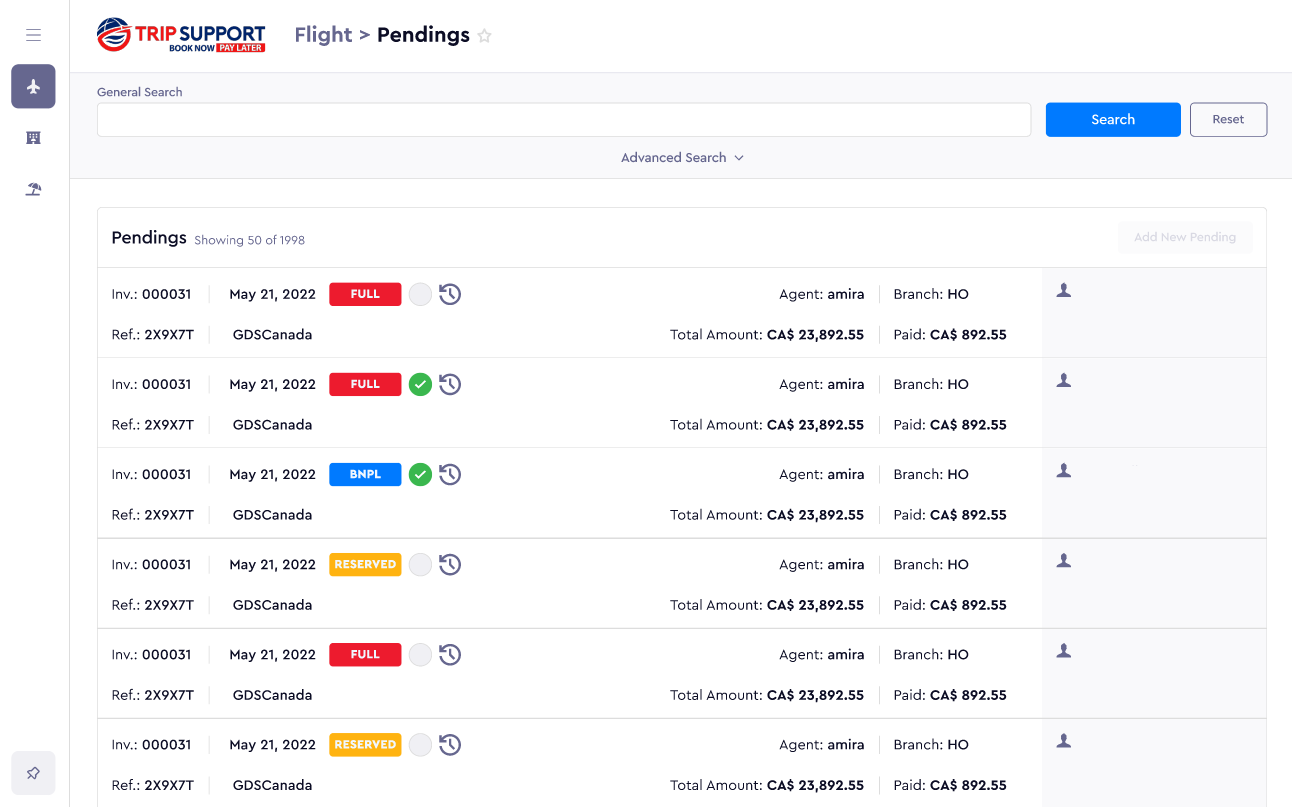 TRIP SUPPORT
BOOK NOW PAY LATER
Flight > Pendings
General Search
Search
Reset
Advanced Search
Pendings Showing 50 of 1998
Add New Pending
Inv.: 000031 May 21, 2022 FULL Agent: amira Branch: HO
Ref.: 2X9X7T GDSCanada Total Amount: CA$ 23,892.55 Paid: CA$ 892.55
Inv.: 000031 May 21, 2022 FULL Agent: amira Branch: HO
Ref.: 2X9X7T GDSCanada Total Amount: CA$ 23,892.55 Paid: CA$ 892.55
Inv.: 000031 May 21, 2022 BNPL Agent: amira Branch: HO
Ref.: 2X9X7T GDSCanada Total Amount: CA$ 23,892.55 Paid: CA$ 892.55
Inv.: 000031 May 21, 2022 RESERVED Agent: amira Branch: HO
Ref.: 2X9X7T GDSCanada Total Amount: CA$ 23,892.55 Paid: CA$ 892.55
Inv.: 000031 May 21, 2022 FULL Agent: amira Branch: HO
Ref.: 2X9X7T GDSCanada Total Amount: CA$ 23,892.55 Paid: CA$ 892.55
Inv.: 000031 May 21, 2022 RESERVED Agent: amira Branch: HO
Ref.: 2X9X7T GDSCanada Total Amount: CA$ 23,892.55 Paid: CA$ 892.55